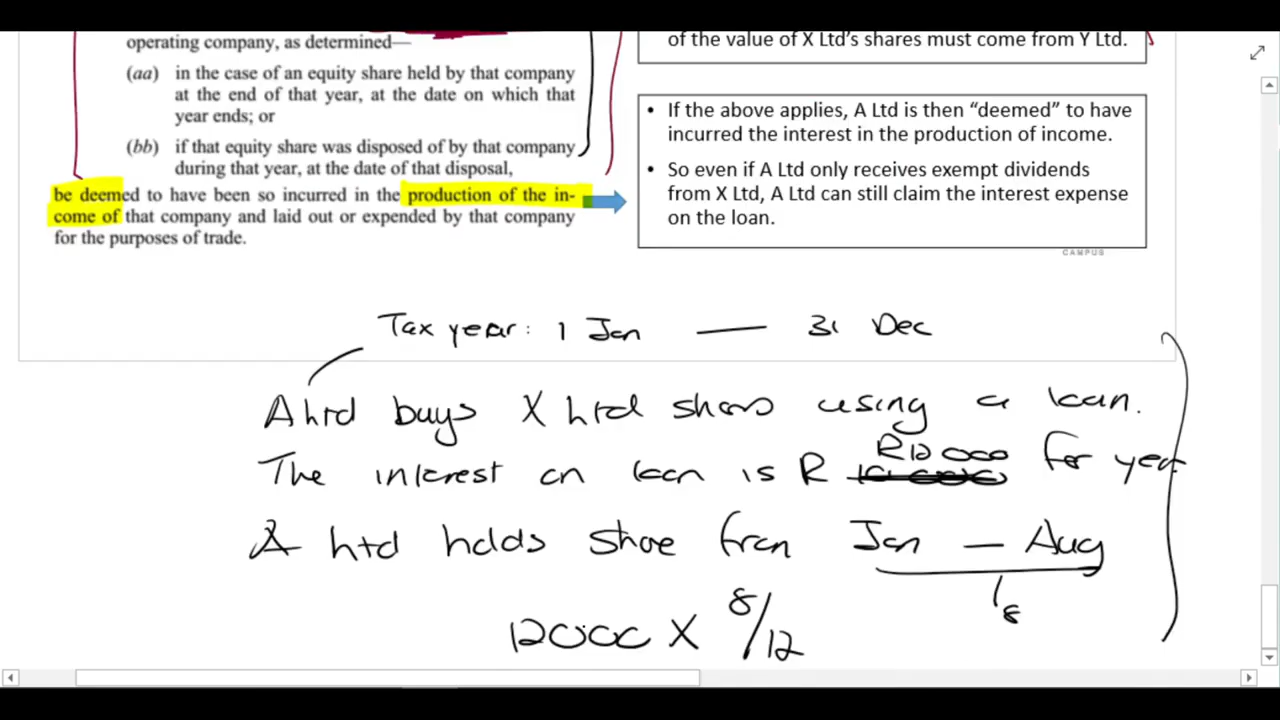 operating company, as determined—
(aa) in the case of an equity share held by that company
at the end of that year, at the date on which that
year ends; or
(bb) if that equity share was disposed of by that company
during that year, at the date of that disposal,
be deemed to have been so incurred in the production of the in-
come of that company and laid out or expended by that company
for the purposes of trade.
of the value of X Ltd's shares must come from Y Ltd.
• If the above applies, A Ltd is then "deemed" to have
incurred the interest in the production of income.
• So even if A Ltd only receives exempt dividends
from X Ltd, A Ltd can still claim the interest expense
on the loan.
CAMPUS
Tax year: 1 Jan — 31 Dec
A Ltd buys X Ltd shares using a loan.
The interest on loan is R R12 000 for year
A Ltd holds share from Jan — Aug
8
12000 X 8/12